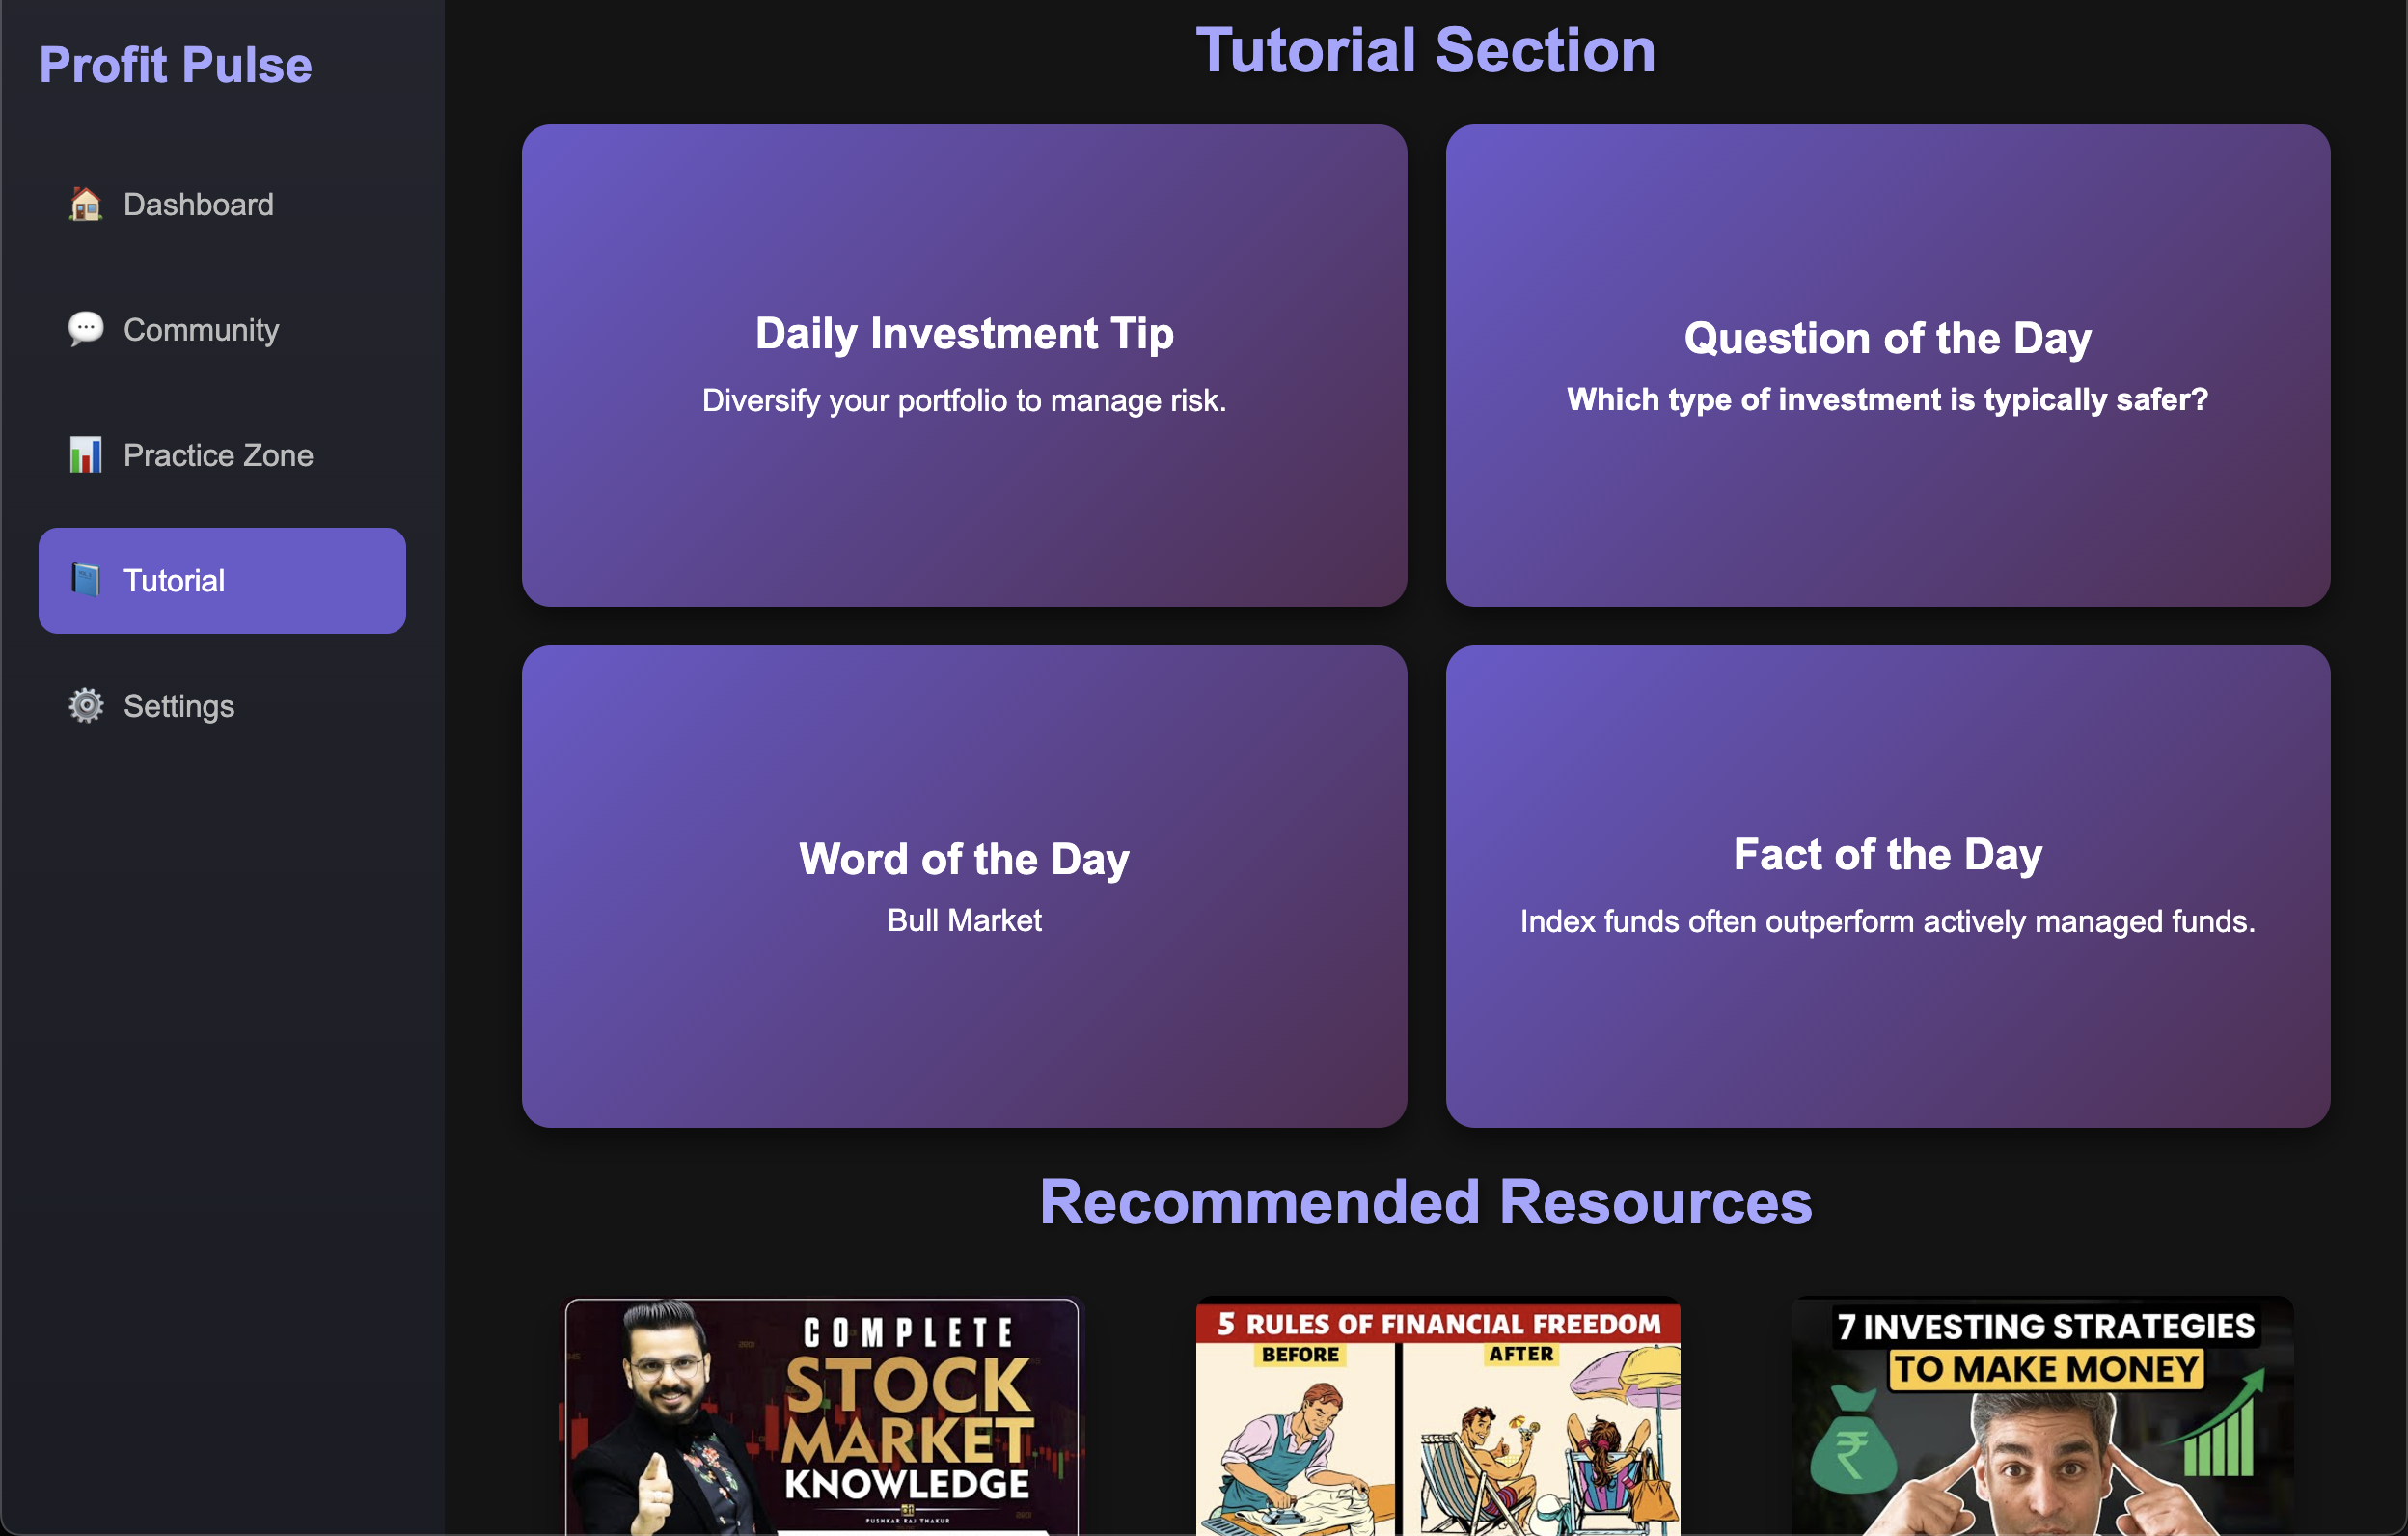 Profit Pulse
Dashboard
Community
Practice Zone
Tutorial
Settings
Tutorial Section
Daily Investment Tip
Diversify your portfolio to manage risk.
Question of the Day
Which type of investment is typically safer?
Word of the Day
Bull Market
Fact of the Day
Index funds often outperform actively managed funds.
Recommended Resources
COMPLETE
STOCK
MARKET
KNOWLEDGE
PUSHKAR RAJ THAKUR
5 RULES OF FINANCIAL FREEDOM
BEFORE
AFTER
7 INVESTING STRATEGIES
TO MAKE MONEY
₹